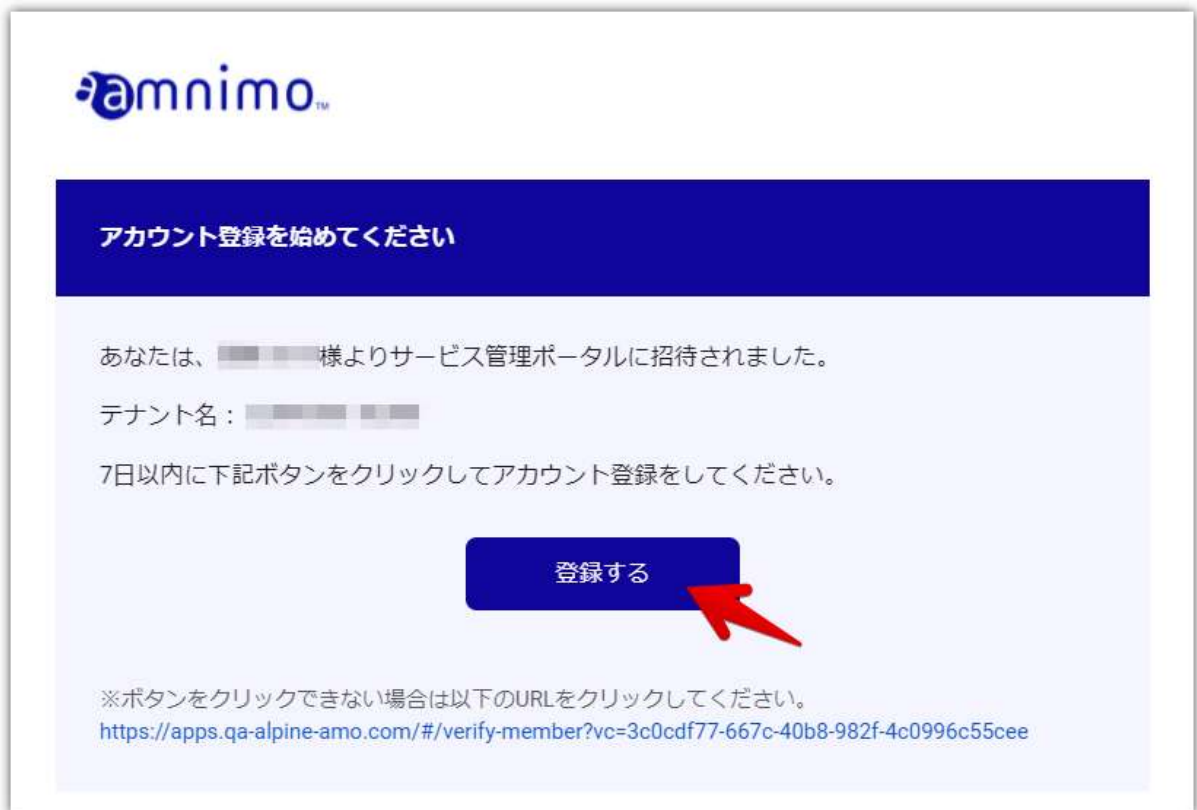 amnimo™
アカウント登録を始めてください
あなたは、様よりサービス管理ポータルに招待されました。
テナント名：
7日以内に下記ボタンをクリックしてアカウント登録をしてください。
登録する
※ボタンをクリックできない場合は以下のURLをクリックしてください。
https://apps.qa-alpine-amo.com/#/verify-member?vc=3c0cdf77-667c-40b8-982f-4c0996c55cee